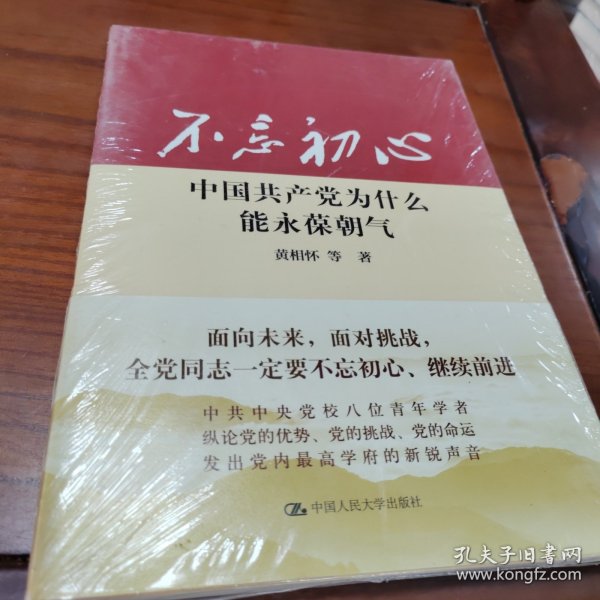 不忘初心
中国共产党为什么
能永葆朝气
黄相怀 等 著
面向未来，面对挑战，
全党同志一定要不忘初心、继续前进
中共中央党校八位青年学者
纵论党的优势、党的挑战、党的命运
发出党内最高学府的新锐声音
中国人民大学出版社
孔夫子旧书网
www.kongfz.com